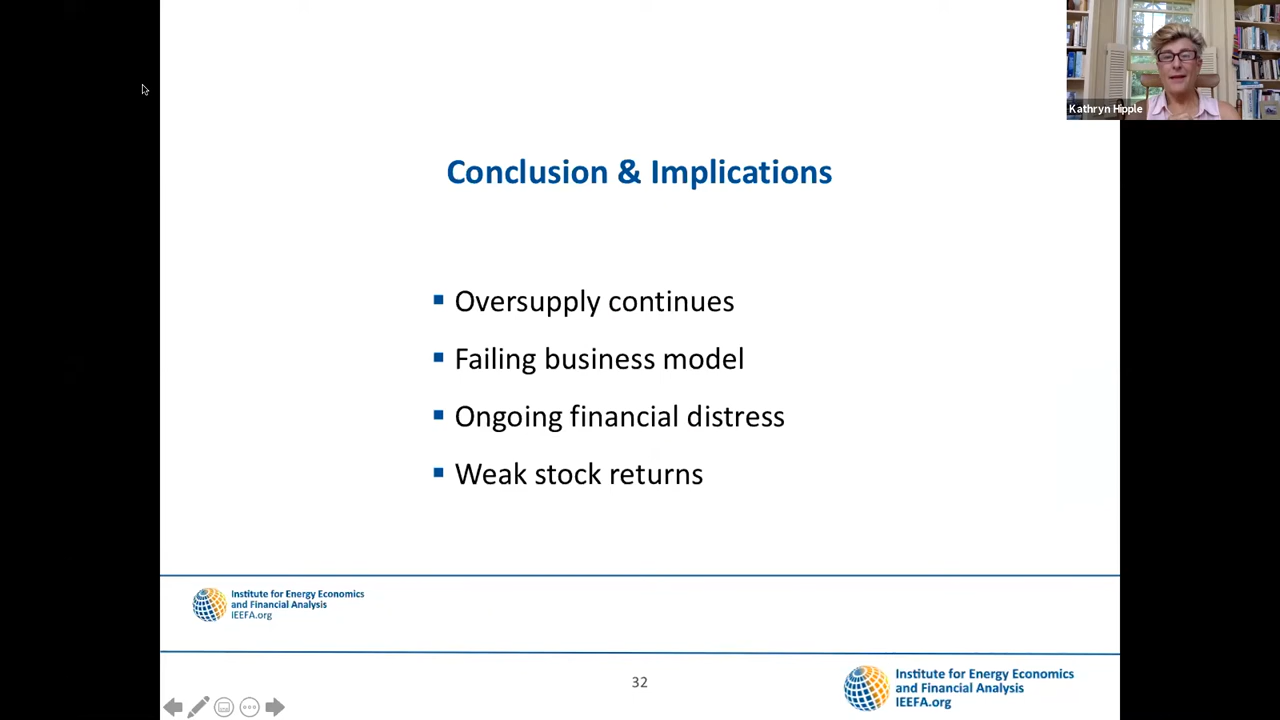 Kathryn Hipple
Conclusion & Implications
Oversupply continues
Failing business model
Ongoing financial distress
Weak stock returns
Institute for Energy Economics
and Financial Analysis
IEEFA.org
32
Institute for Energy Economics
and Financial Analysis
IEEFA.org